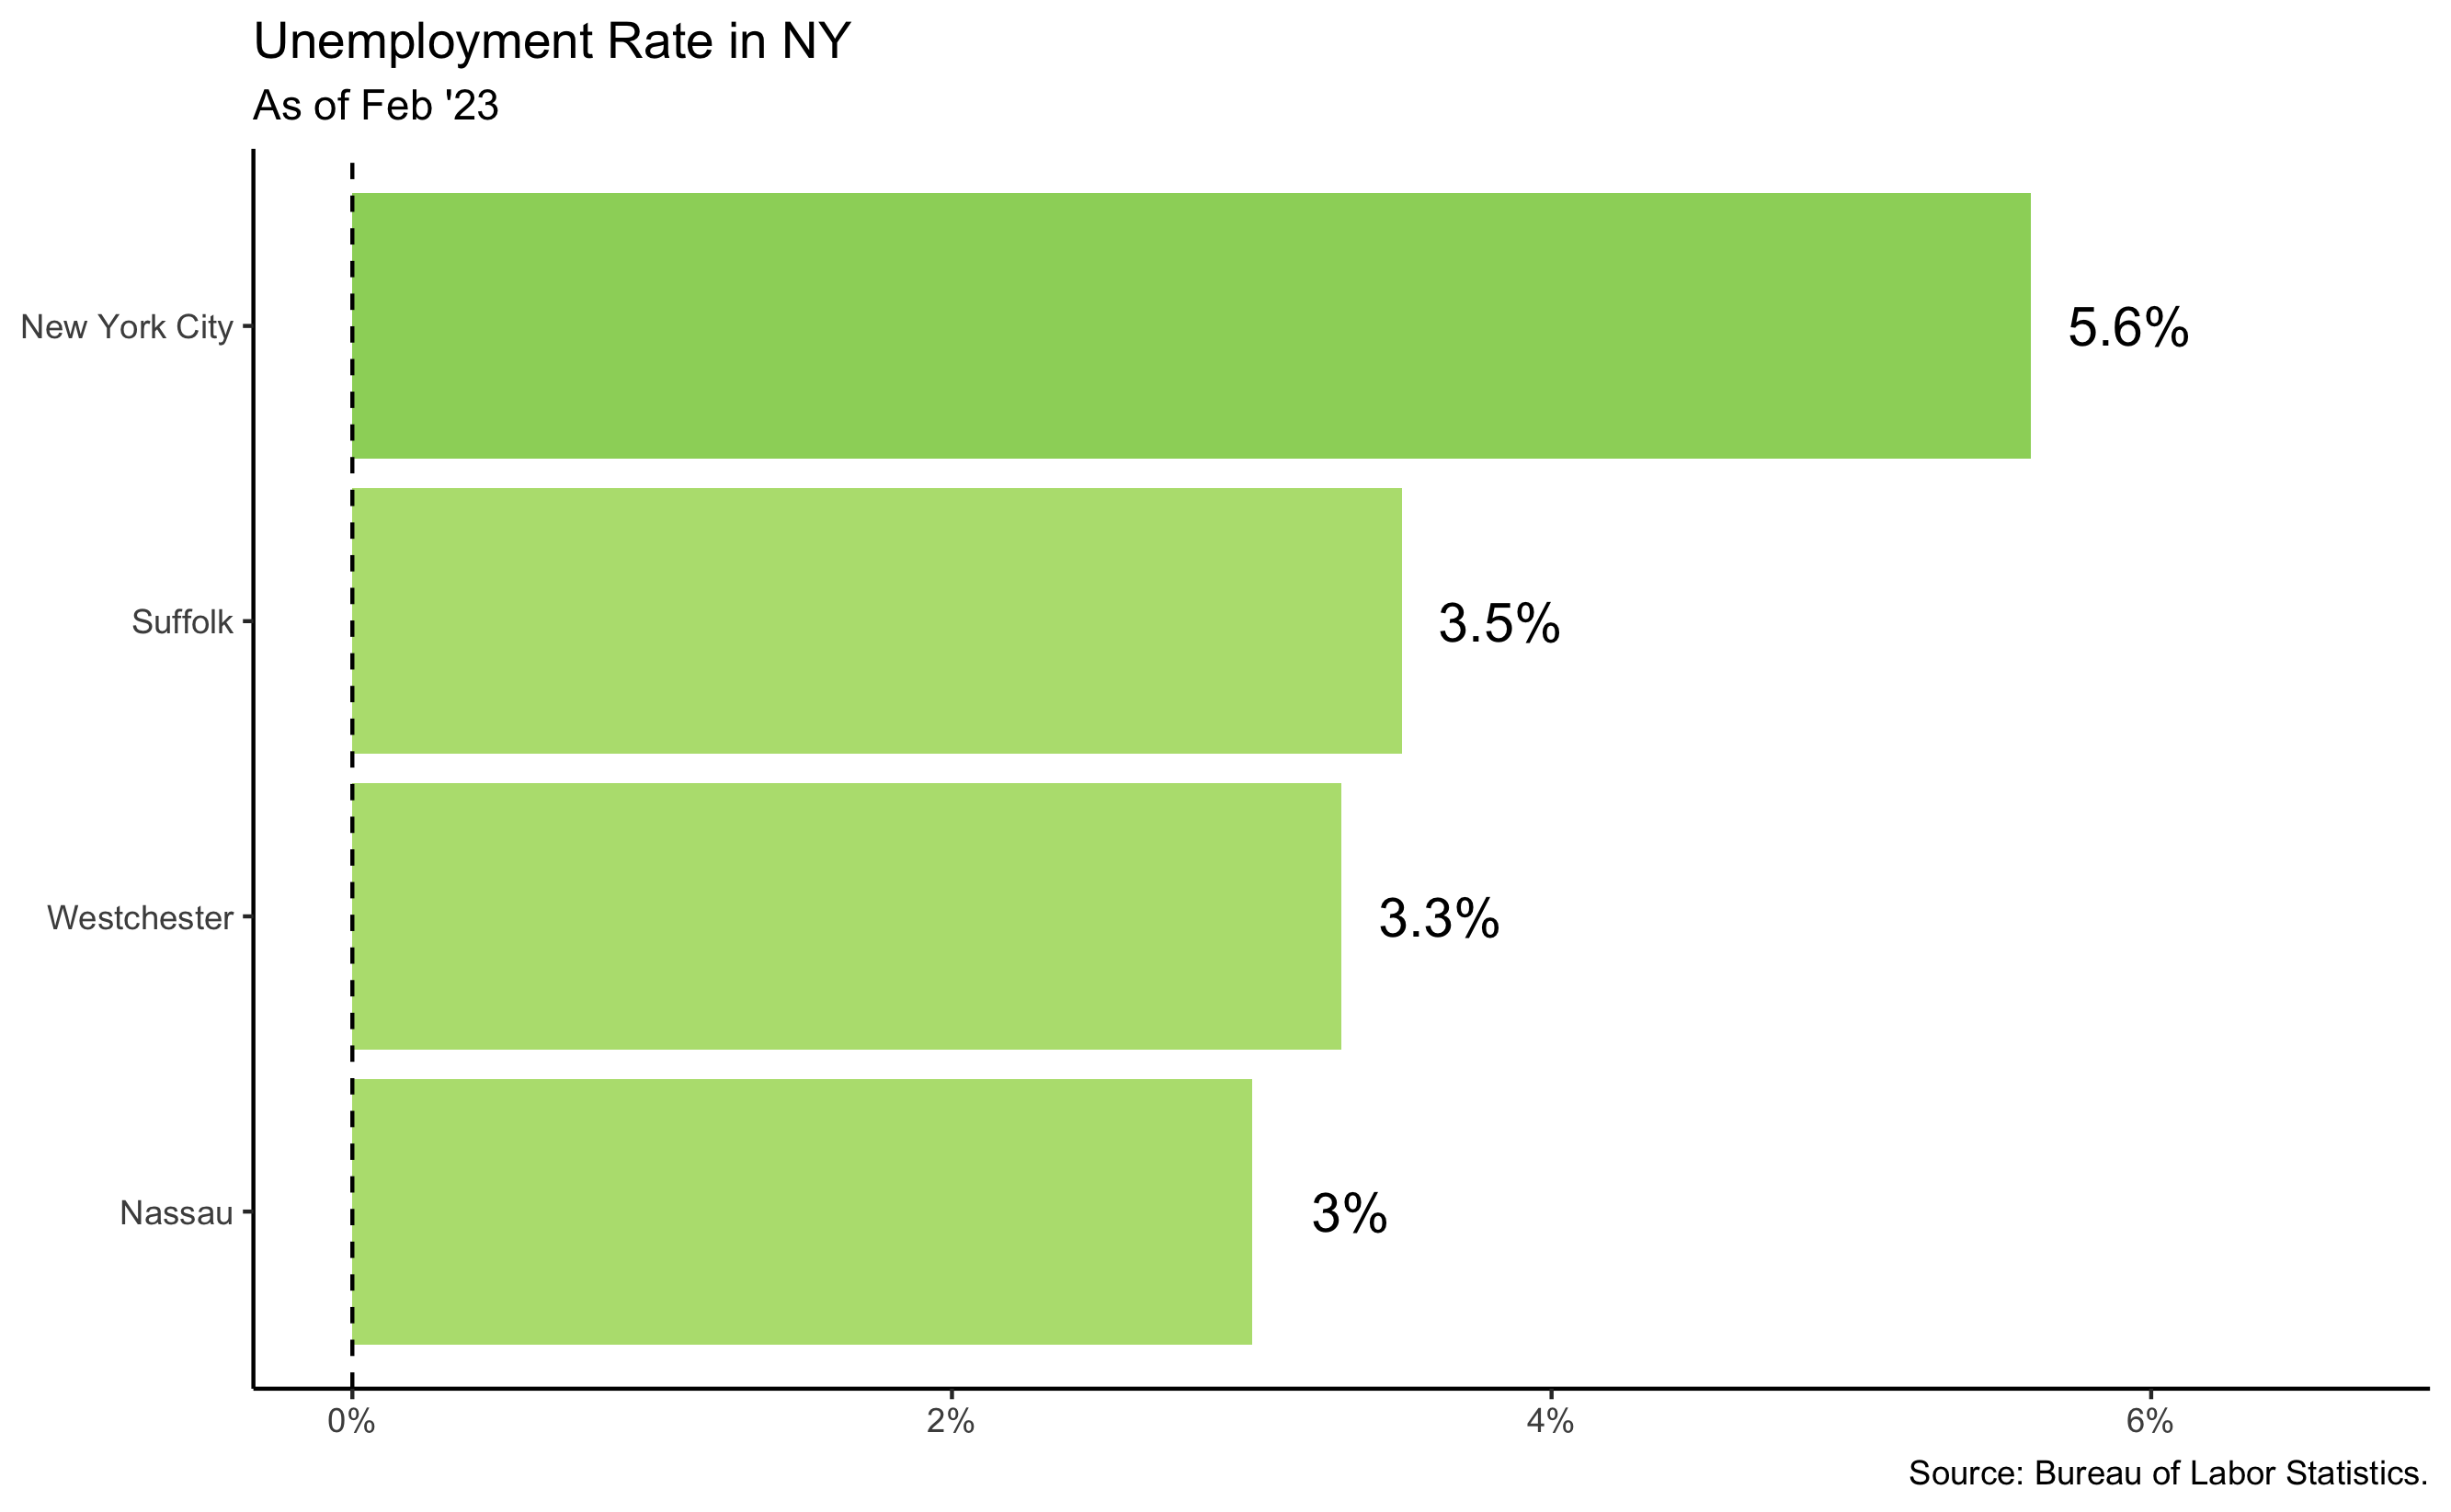 Unemployment Rate in NY
As of Feb '23
New York City
5.6%
Suffolk
3.5%
Westchester
3.3%
Nassau
3%
0%
2%
4%
6%
Source: Bureau of Labor Statistics.